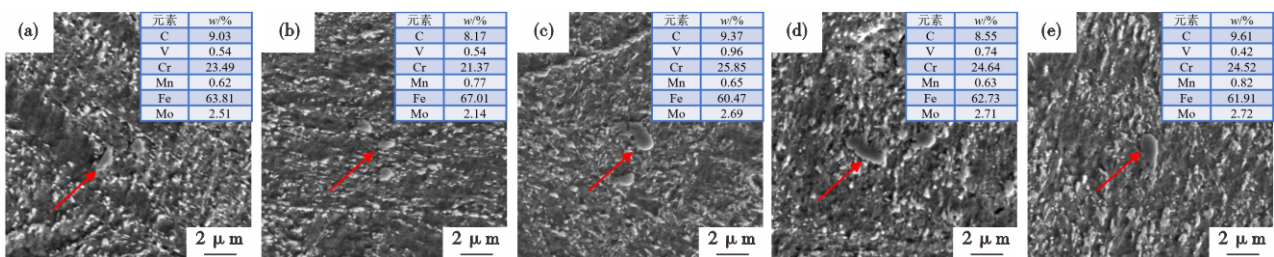 (a)
元素 w/%
C 9.03
V 0.54
Cr 23.49
Mn 0.62
Fe 63.81
Mo 2.51
2 μm
(b)
元素 w/%
C 8.17
V 0.54
Cr 21.37
Mn 0.77
Fe 67.01
Mo 2.14
2 μm
(c)
元素 w/%
C 9.37
V 0.96
Cr 25.85
Mn 0.65
Fe 60.47
Mo 2.69
2 μm
(d)
元素 w/%
C 8.55
V 0.74
Cr 24.64
Mn 0.63
Fe 62.73
Mo 2.71
2 μm
(e)
元素 w/%
C 9.61
V 0.42
Cr 24.52
Mn 0.82
Fe 61.91
Mo 2.72
2 μm